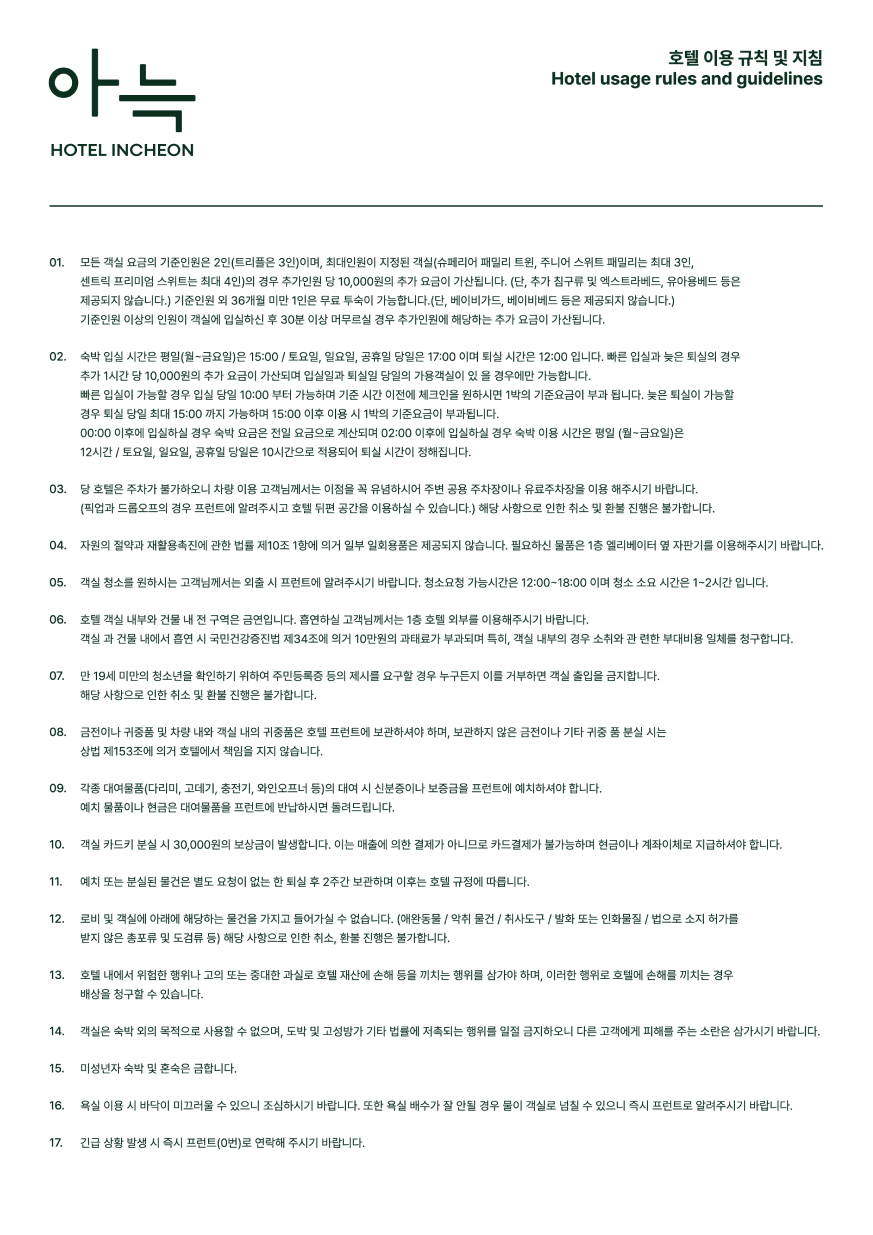 아늑
HOTEL INCHEON
호텔 이용 규칙 및 지침
Hotel usage rules and guidelines
01. 모든 객실 요금의 기준인원은 2인(트리플은 3인)이며, 최대인원이 지정된 객실(슈페리어 패밀리 트윈, 주니어 스위트 패밀리는 최대 3인,
센트릭 프리미엄 스위트는 최대 4인)의 경우 추가인원 당 10,000원의 추가 요금이 가산됩니다. (단, 추가 침구류 및 엑스트라베드, 유아용베드 등은
제공되지 않습니다.) 기준인원 외 36개월 미만 1인은 무료 투숙이 가능합니다.(단, 베이비가드, 베이비베드 등은 제공되지 않습니다.)
기준인원 이상의 인원이 객실에 입실하신 후 30분 이상 머무르실 경우 추가인원에 해당하는 추가 요금이 가산됩니다.
02. 숙박 입실 시간은 평일(월~금요일)은 15:00 / 토요일, 일요일, 공휴일 당일은 17:00 이며 퇴실 시간은 12:00 입니다. 빠른 입실과 늦은 퇴실의 경우
추가 1시간 당 10,000원의 추가 요금이 가산되며 입실일과 퇴실일 당일의 가용객실이 있 을 경우에만 가능합니다.
빠른 입실이 가능할 경우 입실 당일 10:00 부터 가능하며 기준 시간 이전에 체크인을 원하시면 1박의 기준요금이 부과 됩니다. 늦은 퇴실이 가능할
경우 퇴실 당일 최대 15:00 까지 가능하며 15:00 이후 이용 시 1박의 기준요금이 부과됩니다.
00:00 이후에 입실하실 경우 숙박 요금은 전일 요금으로 계산되며 02:00 이후에 입실하실 경우 숙박 이용 시간은 평일 (월~금요일)은
12시간 / 토요일, 일요일, 공휴일 당일은 10시간으로 적용되어 퇴실 시간이 정해집니다.
03. 당 호텔은 주차가 불가하오니 차량 이용 고객님께서는 이점을 꼭 유념하시어 주변 공용 주차장이나 유료주차장을 이용 해주시기 바랍니다.
(픽업과 드롭오프의 경우 프런트에 알려주시고 호텔 뒤편 공간을 이용하실 수 있습니다.) 해당 사항으로 인한 취소 및 환불 진행은 불가합니다.
04. 자원의 절약과 재활용촉진에 관한 법률 제10조 1항에 의거 일부 일회용품은 제공되지 않습니다. 필요하신 물품은 1층 엘리베이터 옆 자판기를 이용해주시기 바랍니다.
05. 객실 청소를 원하시는 고객님께서는 외출 시 프런트에 알려주시기 바랍니다. 청소요청 가능시간은 12:00~18:00 이며 청소 소요 시간은 1~2시간 입니다.
06. 호텔 객실 내부와 건물 내 전 구역은 금연입니다. 흡연하실 고객님께서는 1층 호텔 외부를 이용해주시기 바랍니다.
객실 과 건물 내에서 흡연 시 국민건강증진법 제34조에 의거 10만원의 과태료가 부과되며 특히, 객실 내부의 경우 소취와 관 련한 부대비용 일체를 청구합니다.
07. 만 19세 미만의 청소년을 확인하기 위하여 주민등록증 등의 제시를 요구할 경우 누구든지 이를 거부하면 객실 출입을 금지합니다.
해당 사항으로 인한 취소 및 환불 진행은 불가합니다.
08. 금전이나 귀중품 및 차량 내와 객실 내의 귀중품은 호텔 프런트에 보관하셔야 하며, 보관하지 않은 금전이나 기타 귀중 품 분실 시는
상법 제153조에 의거 호텔에서 책임을 지지 않습니다.
09. 각종 대여물품(다리미, 고데기, 충전기, 와인오프너 등)의 대여 시 신분증이나 보증금을 프런트에 예치하셔야 합니다.
예치 물품이나 현금은 대여물품을 프런트에 반납하시면 돌려드립니다.
10. 객실 카드키 분실 시 30,000원의 보상금이 발생합니다. 이는 매출에 의한 결제가 아니므로 카드결제가 불가능하며 현금이나 계좌이체로 지급하셔야 합니다.
11. 예치 또는 분실된 물건은 별도 요청이 없는 한 퇴실 후 2주간 보관하며 이후는 호텔 규정에 따릅니다.
12. 로비 및 객실에 아래에 해당하는 물건을 가지고 들어가실 수 없습니다. (애완동물 / 악취 물건 / 취사도구 / 발화 또는 인화물질 / 법으로 소지 허가를
받지 않은 총포류 및 도검류 등) 해당 사항으로 인한 취소, 환불 진행은 불가합니다.
13. 호텔 내에서 위험한 행위나 고의 또는 중대한 과실로 호텔 재산에 손해 등을 끼치는 행위를 삼가야 하며, 이러한 행위로 호텔에 손해를 끼치는 경우
배상을 청구할 수 있습니다.
14. 객실은 숙박 외의 목적으로 사용할 수 없으며, 도박 및 고성방가 기타 법률에 저촉되는 행위를 일절 금지하오니 다른 고객에게 피해를 주는 소란은 삼가시기 바랍니다.
15. 미성년자 숙박 및 혼숙은 금합니다.
16. 욕실 이용 시 바닥이 미끄러울 수 있으니 조심하시기 바랍니다. 또한 욕실 배수가 잘 안될 경우 물이 객실로 넘칠 수 있으니 즉시 프런트로 알려주시기 바랍니다.
17. 긴급 상황 발생 시 즉시 프런트(0번)로 연락해 주시기 바랍니다.